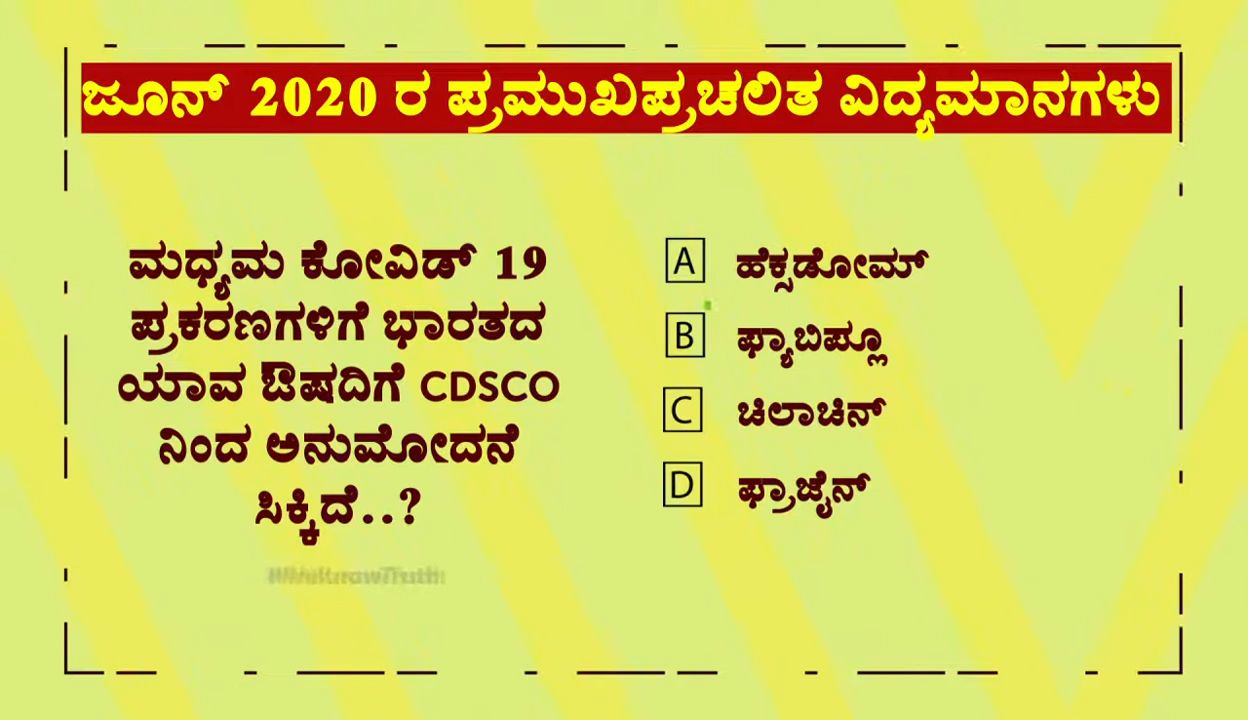 ಜೂನ್ 2020 ರ ಪ್ರಮುಖಪ್ರಚಲಿತ ವಿದ್ಯಮಾನಗಳು
ಮಧ್ಯಮ ಕೋವಿಡ್ 19
ಪ್ರಕರಣಗಳಿಗೆ ಭಾರತದ
ಯಾವ ಔಷದಿಗೆ CDSCO
ನಿಂದ ಅನುಮೋದನೆ
ಸಿಕ್ಕಿದೆ..?
A ಹೆಕ್ಸಡೋಮ್
B ಫ್ಯಾಬಿಪ್ಲೂ
C ಚಿಲಾಚಿನ್
D ಫ್ರಾಜೈನ್